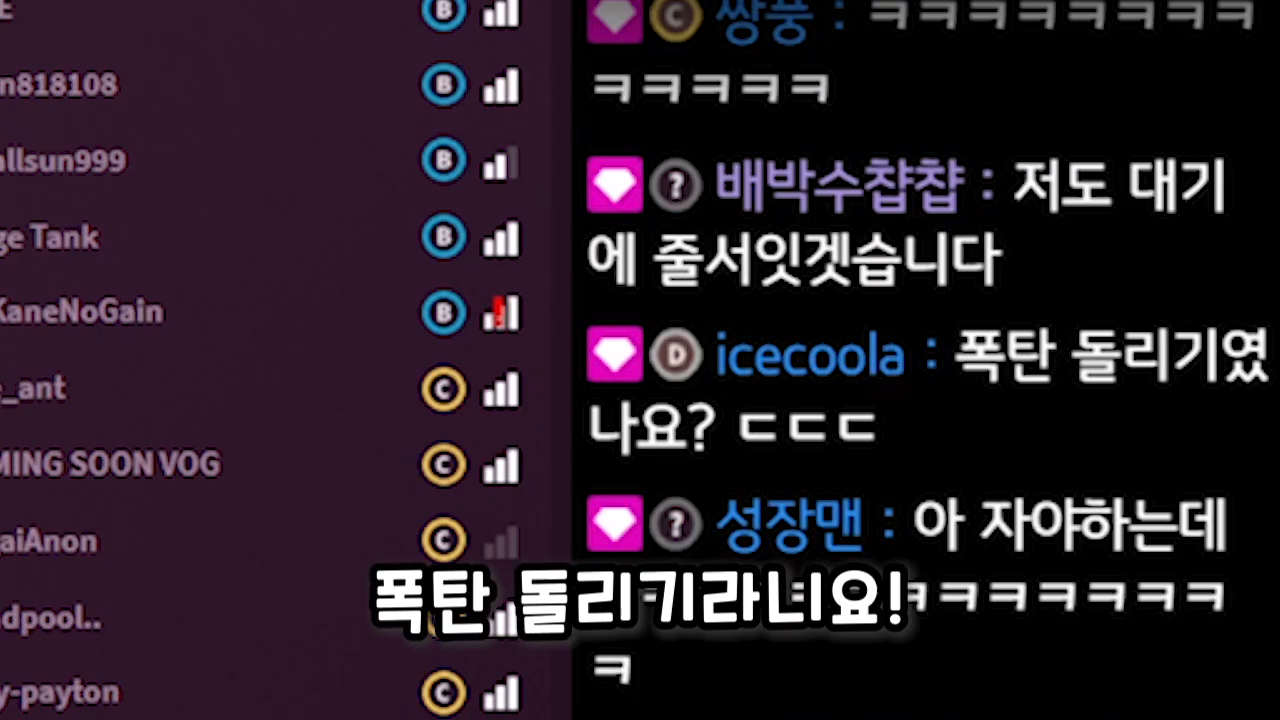 n818108
allsun999
ge Tank
KaneNoGain
e_ant
MING SOON VOG
aiAnon
dpool..
y-payton
B
B
B
B
B
C
C
C
C
C 쌍풍 : ㅋㅋㅋㅋㅋㅋㅋㅋ
ㅋㅋㅋㅋㅋ
? 배박수챱챱 : 저도 대기
에 줄서잇겟습니다
D icecoola : 폭탄 돌리기였
나요? ㄷㄷㄷ
? 성장맨 : 아 자야하는데
ㅋㅋㅋㅋㅋㅋㅋ
ㅋ
폭탄 돌리기라니요!